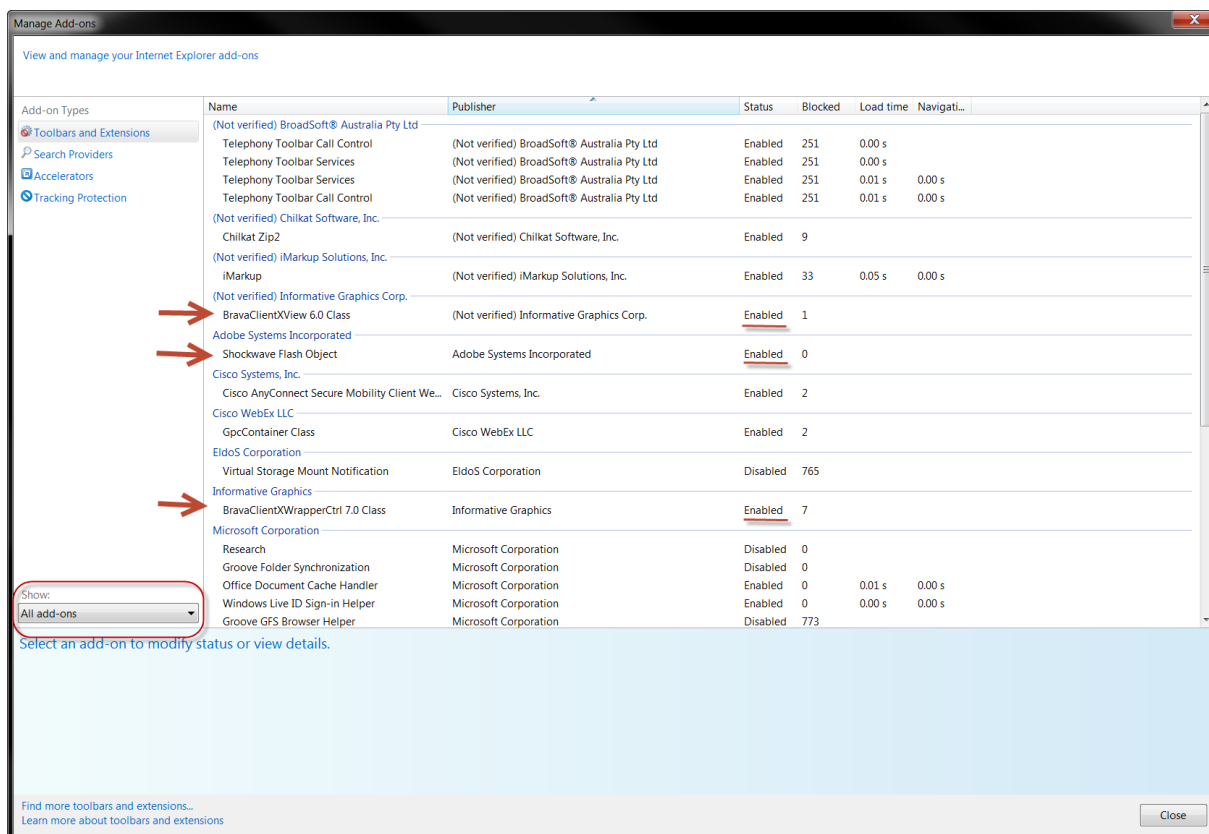 Manage Add-ons
View and manage your Internet Explorer add-ons
Add-on Types
Toolbars and Extensions
Search Providers
Accelerators
Tracking Protection
Show:
All add-ons
Name Publisher Status Blocked Load time Navigati...
(Not verified) BroadSoft® Australia Pty Ltd
Telephony Toolbar Call Control (Not verified) BroadSoft® Australia Pty Ltd Enabled 251 0.00 s
Telephony Toolbar Services (Not verified) BroadSoft® Australia Pty Ltd Enabled 251 0.00 s
Telephony Toolbar Services (Not verified) BroadSoft® Australia Pty Ltd Enabled 251 0.01 s 0.00 s
Telephony Toolbar Call Control (Not verified) BroadSoft® Australia Pty Ltd Enabled 251 0.01 s 0.00 s
(Not verified) Chilkat Software, Inc.
Chilkat Zip2 (Not verified) Chilkat Software, Inc. Enabled 9
(Not verified) iMarkup Solutions, Inc.
iMarkup (Not verified) iMarkup Solutions, Inc. Enabled 33 0.05 s 0.00 s
(Not verified) Informative Graphics Corp.
BravaClientXView 6.0 Class (Not verified) Informative Graphics Corp. Enabled 1
Adobe Systems Incorporated
Shockwave Flash Object Adobe Systems Incorporated Enabled 0
Cisco Systems, Inc.
Cisco AnyConnect Secure Mobility Client We... Cisco Systems, Inc. Enabled 2
Cisco WebEx LLC
GpcContainer Class Cisco WebEx LLC Enabled 2
EldoS Corporation
Virtual Storage Mount Notification EldoS Corporation Disabled 765
Informative Graphics
BravaClientXWrapperCtrl 7.0 Class Informative Graphics Enabled 7
Microsoft Corporation
Research Microsoft Corporation Disabled 0
Groove Folder Synchronization Microsoft Corporation Disabled 0
Office Document Cache Handler Microsoft Corporation Enabled 0 0.01 s 0.00 s
Windows Live ID Sign-in Helper Microsoft Corporation Enabled 0 0.00 s 0.00 s
Groove GFS Browser Helper Microsoft Corporation Disabled 773
Select an add-on to modify status or view details.
Find more toolbars and extensions...
Learn more about toolbars and extensions
Close